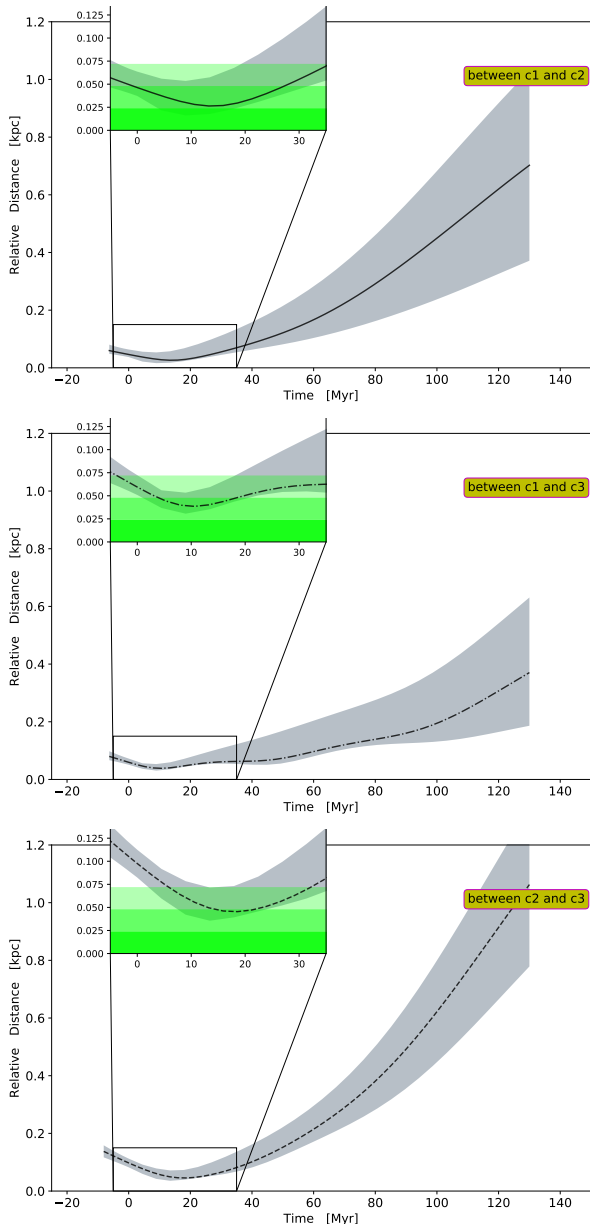 0.125
0.100
0.075
0.050
0.025
0.000
0 10 20 30
between c1 and c2
1.2
1.0
0.8
0.6
0.4
0.2
0.0
Relative Distance [kpc]
−20 0 20 40 60 80 100 120 140
Time [Myr]
0.125
0.100
0.075
0.050
0.025
0.000
0 10 20 30
between c1 and c3
1.2
1.0
0.8
0.6
0.4
0.2
0.0
Relative Distance [kpc]
−20 0 20 40 60 80 100 120 140
Time [Myr]
0.125
0.100
0.075
0.050
0.025
0.000
0 10 20 30
between c2 and c3
1.2
1.0
0.8
0.6
0.4
0.2
0.0
Relative Distance [kpc]
−20 0 20 40 60 80 100 120 140
Time [Myr]